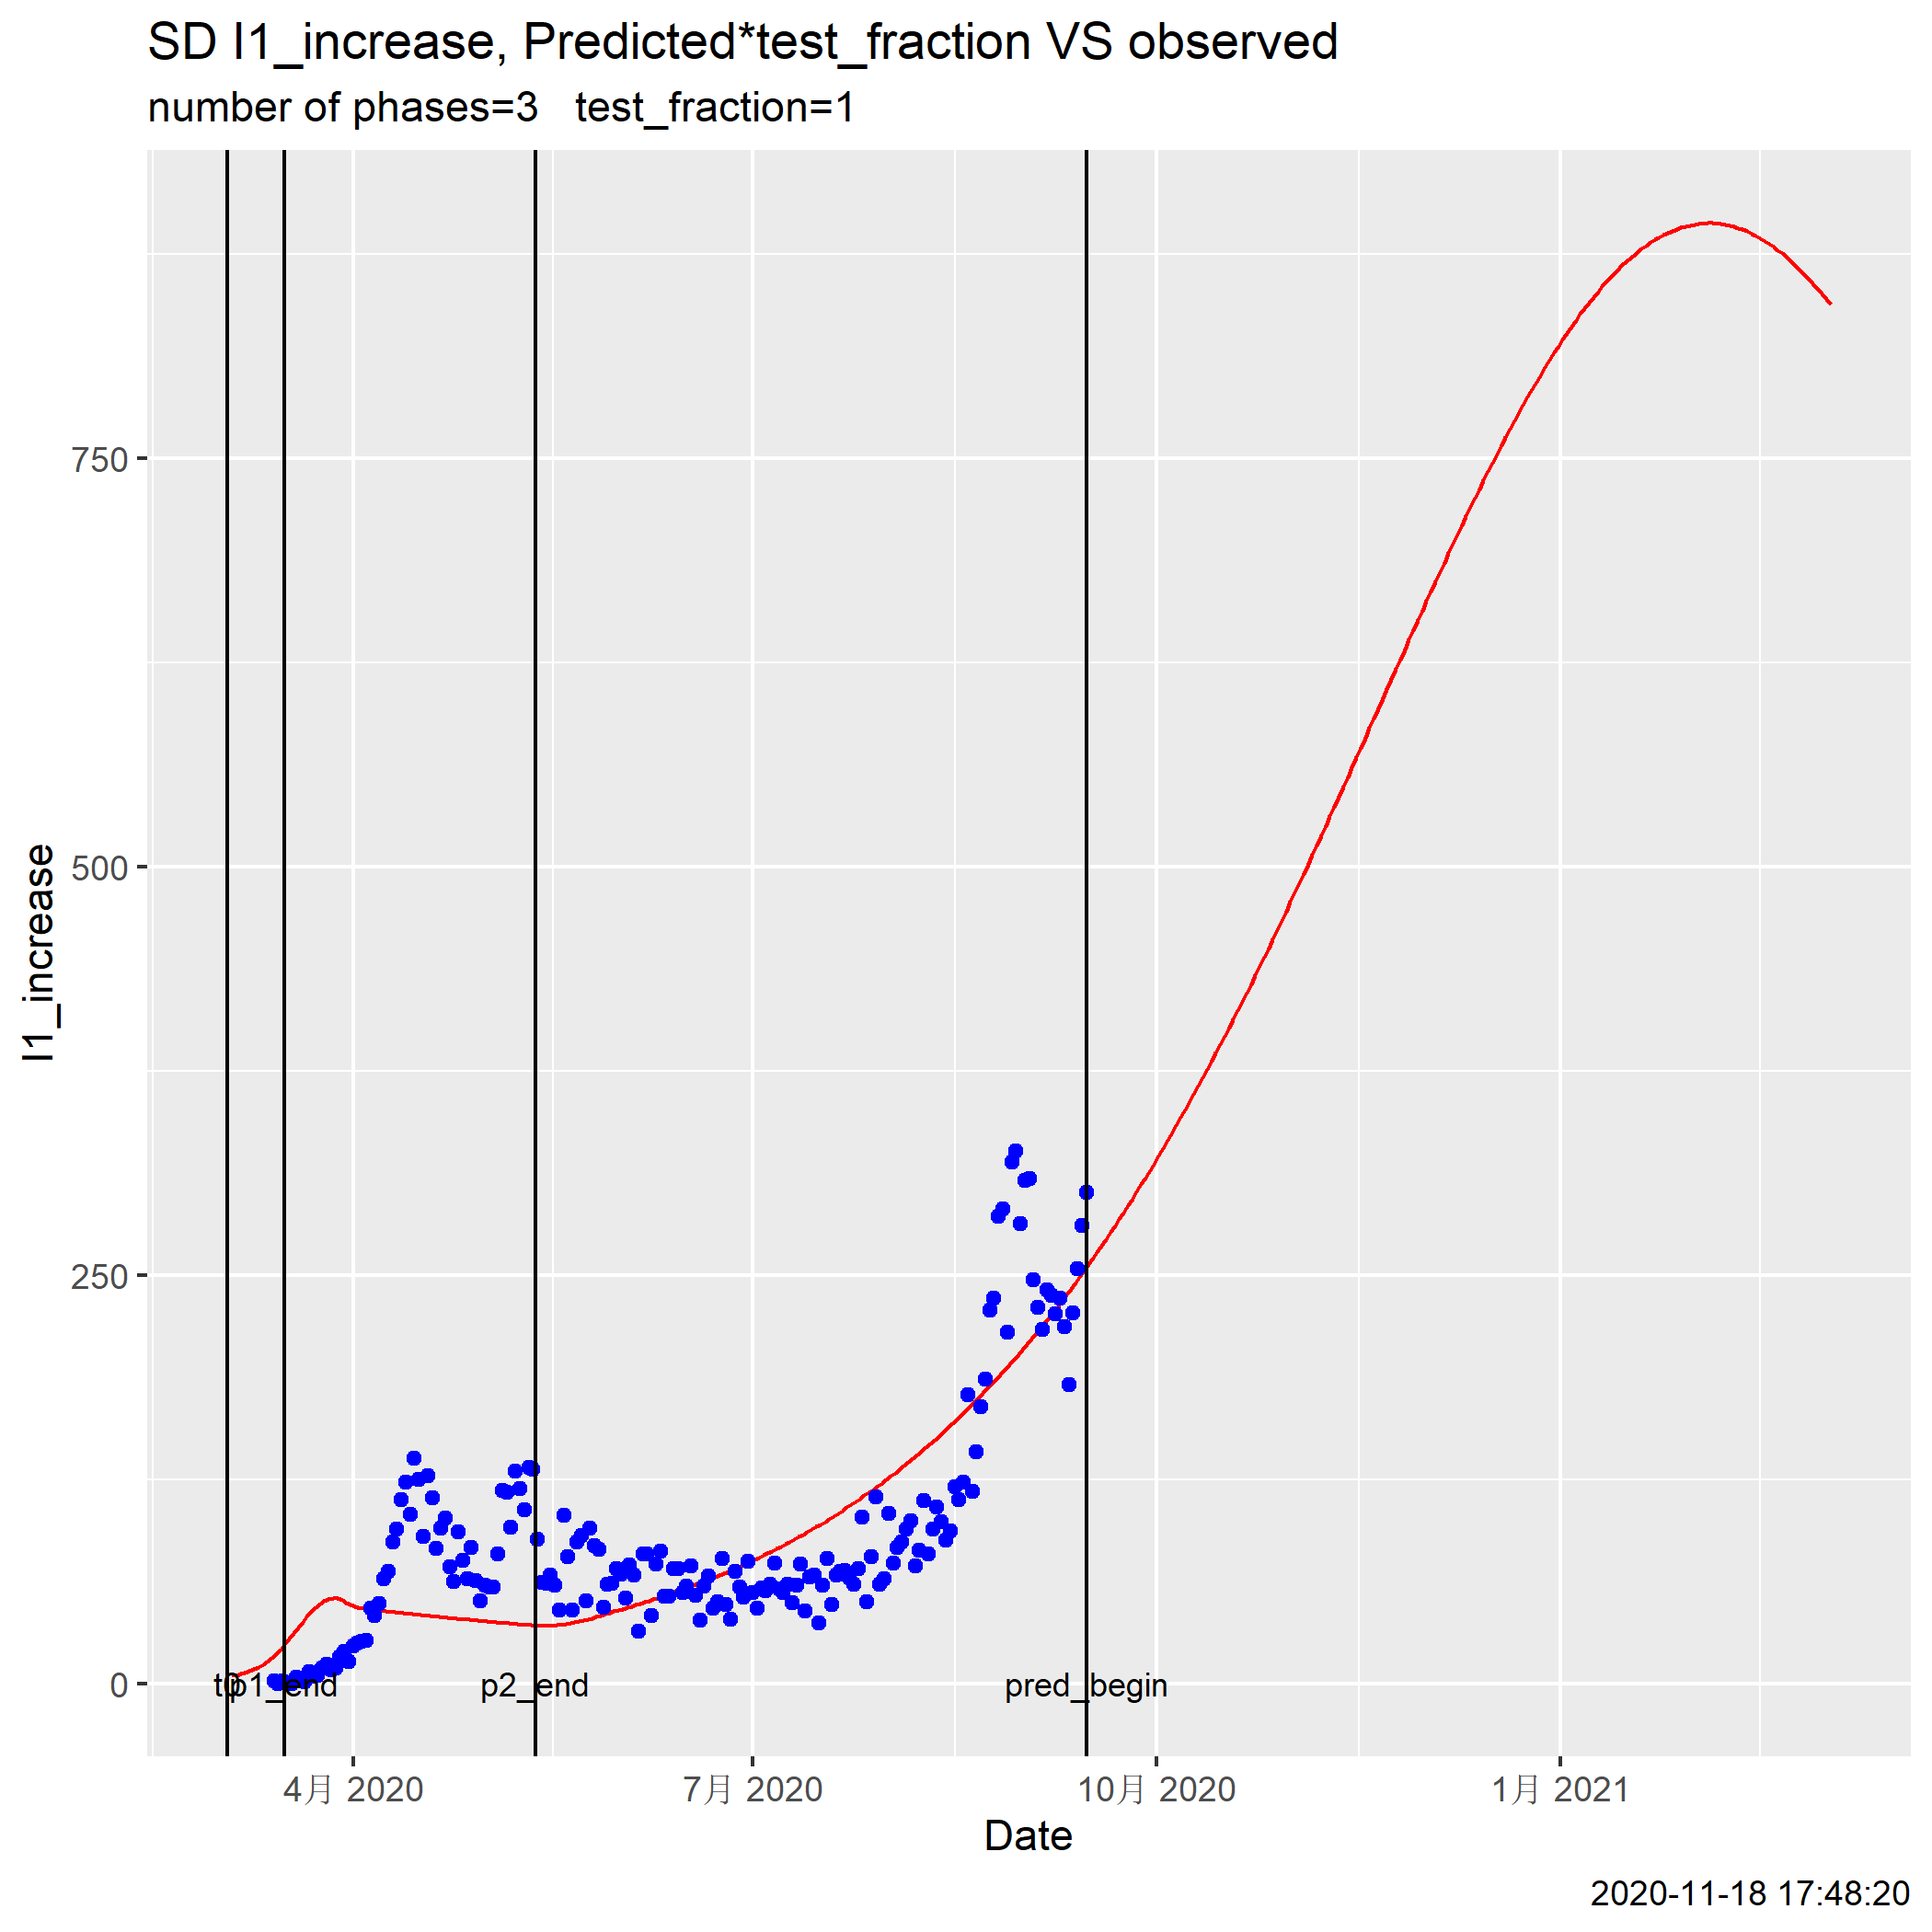 SD I1_increase, Predicted*test_fraction VS observed
number of phases=3 test_fraction=1
I1_increase
750
500
250
0
t0
p1_end
p2_end
pred_begin
4月 2020
7月 2020
10月 2020
1月 2021
Date
2020-11-18 17:48:20